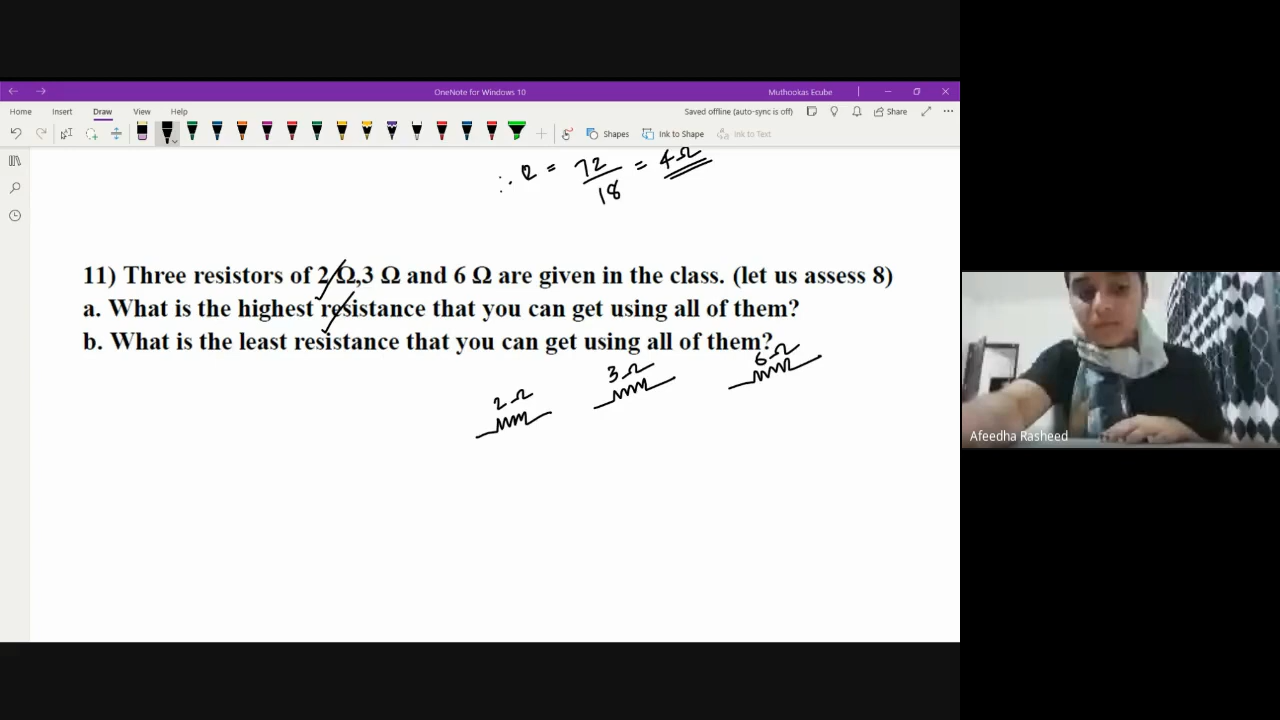 OneNote for Windows 10
Muthookas Ecube
Home Insert Draw View Help
Saved offline (auto-sync is off)
Share
Shapes
Ink to Shape
Ink to Text
∴ R = 72/18 = 4Ω
11) Three resistors of 2 Ω,3 Ω and 6 Ω are given in the class. (let us assess 8)
a. What is the highest resistance that you can get using all of them?
b. What is the least resistance that you can get using all of them?
2Ω 3Ω 6Ω
Afeedha Rasheed